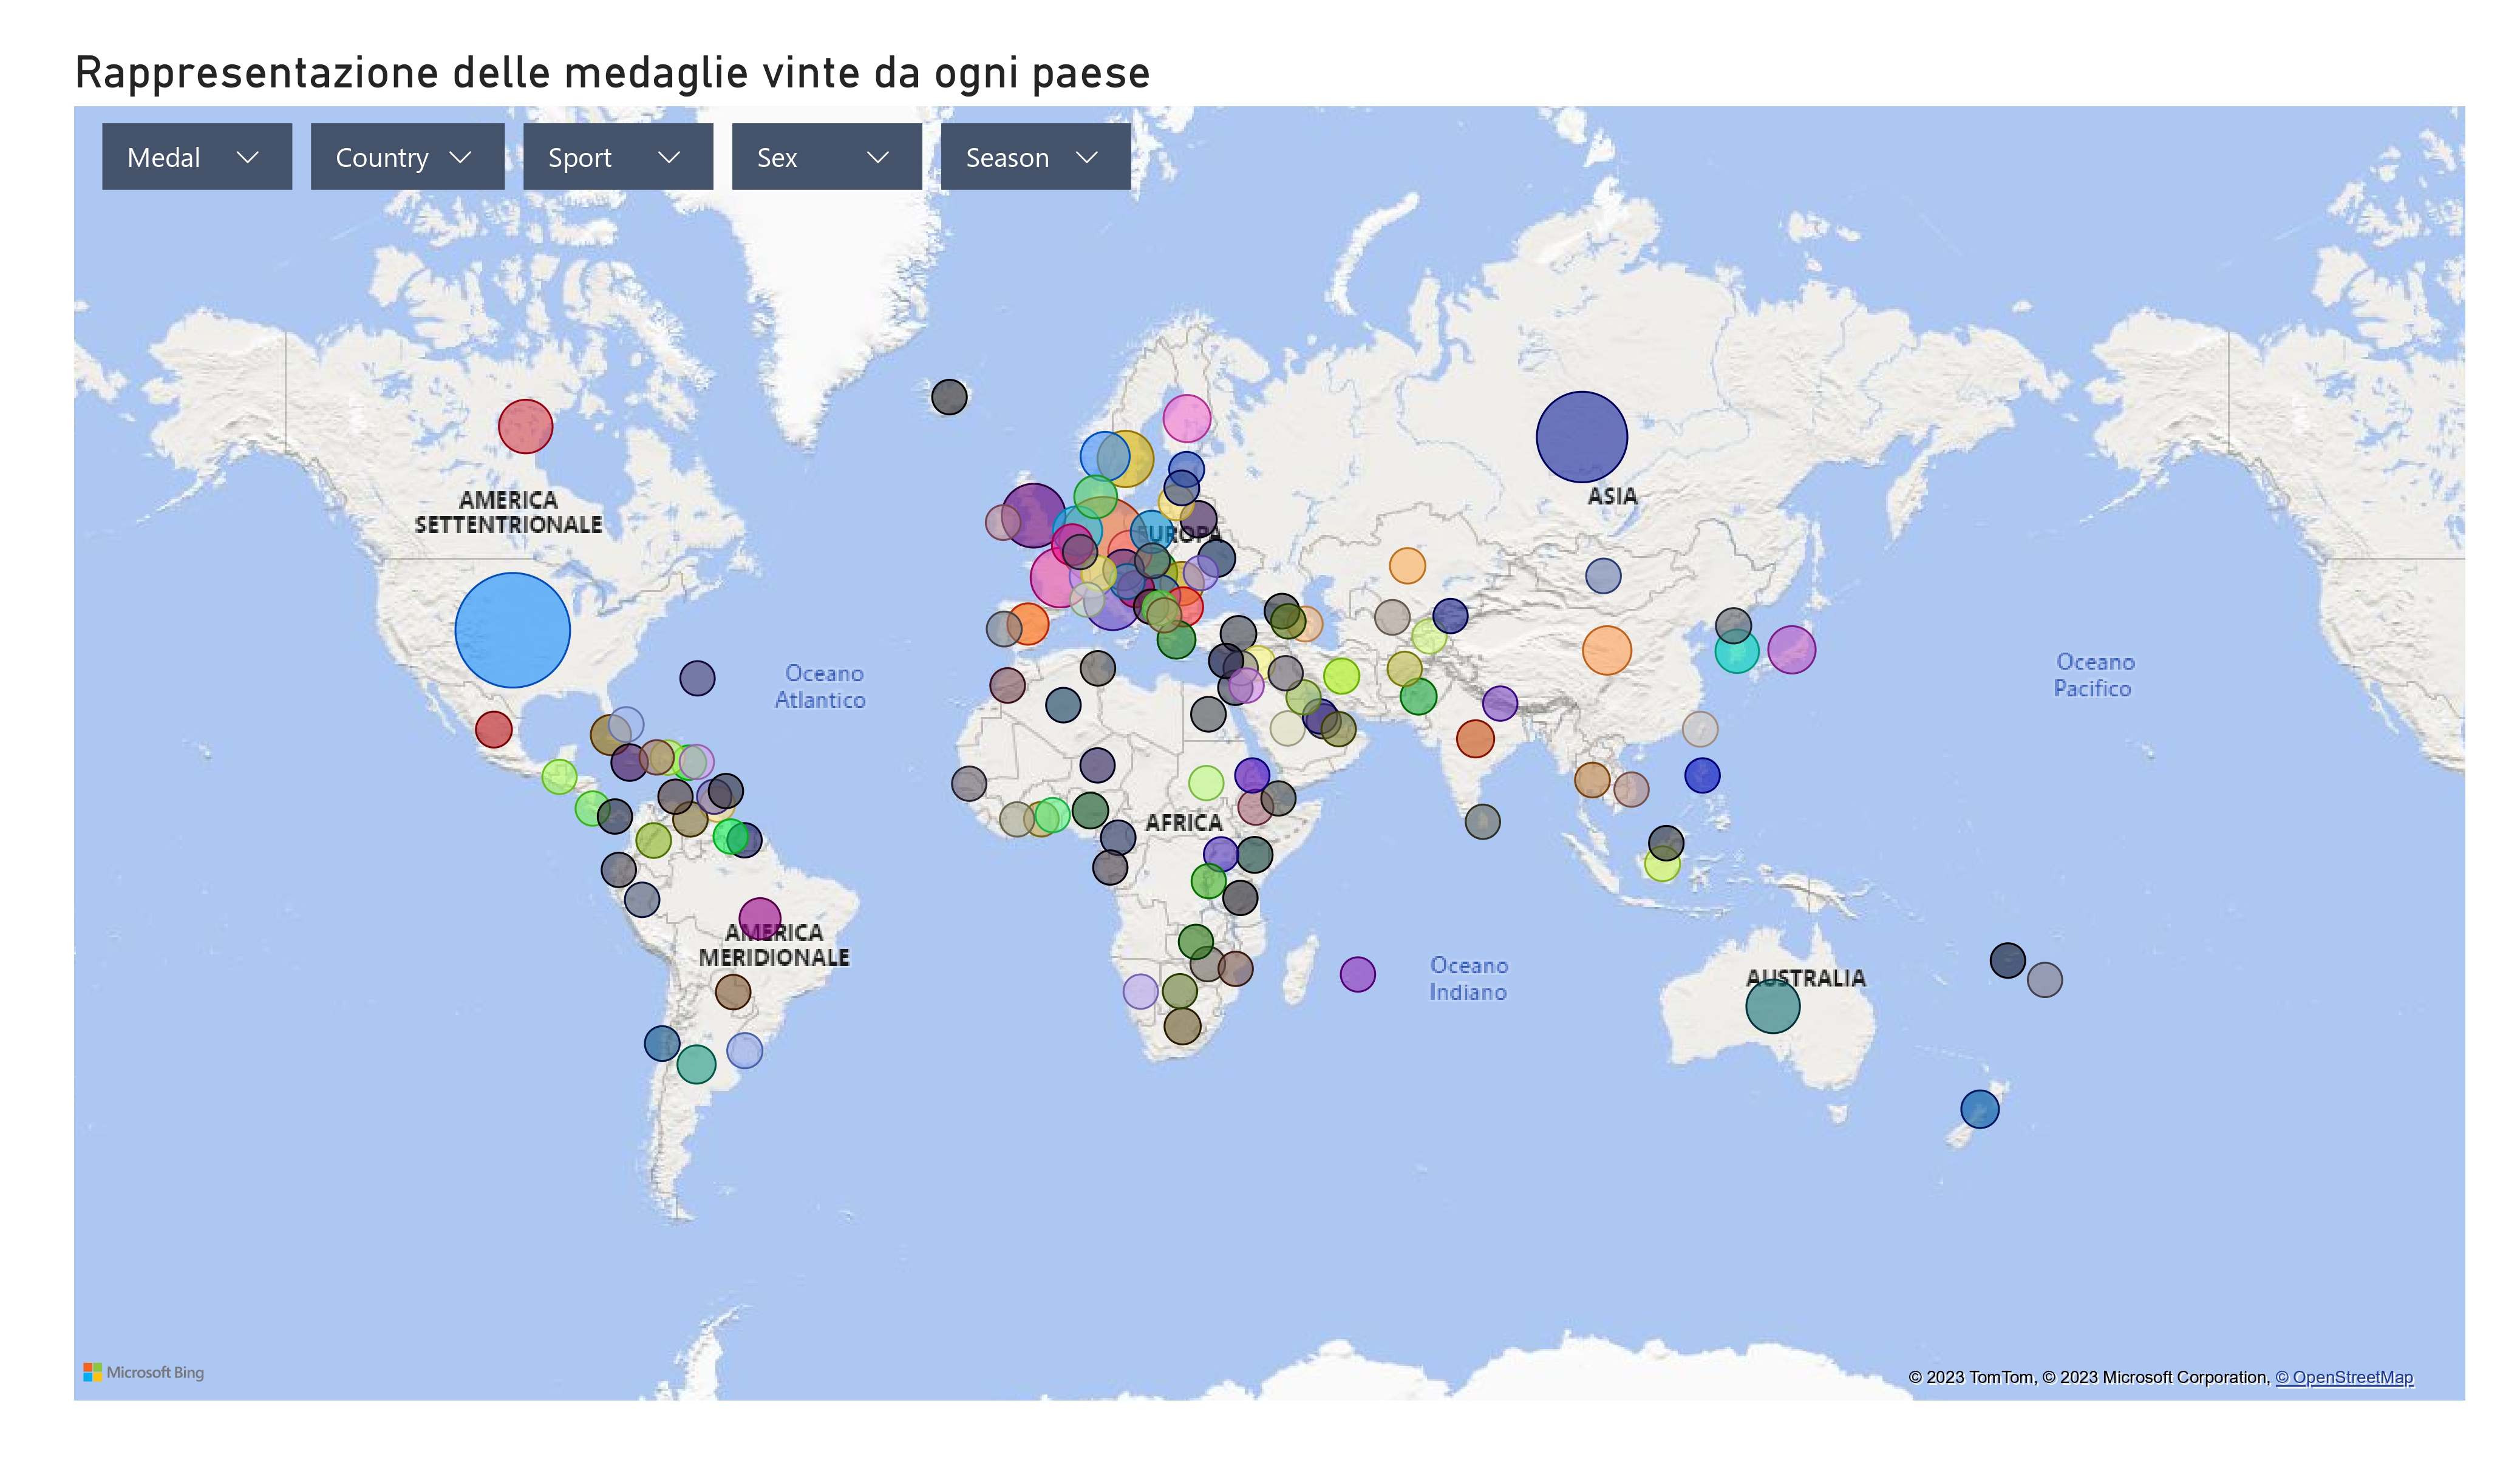 Rappresentazione delle medaglie vinte da ogni paese
Medal
Country
Sport
Sex
Season
AMERICA
SETTENTRIONALE
ASIA
EUROPA
Oceano
Atlantico
Oceano
Pacifico
AFRICA
AMERICA
MERIDIONALE
Oceano
Indiano
AUSTRALIA
Microsoft Bing
© 2023 TomTom, © 2023 Microsoft Corporation, © OpenStreetMap